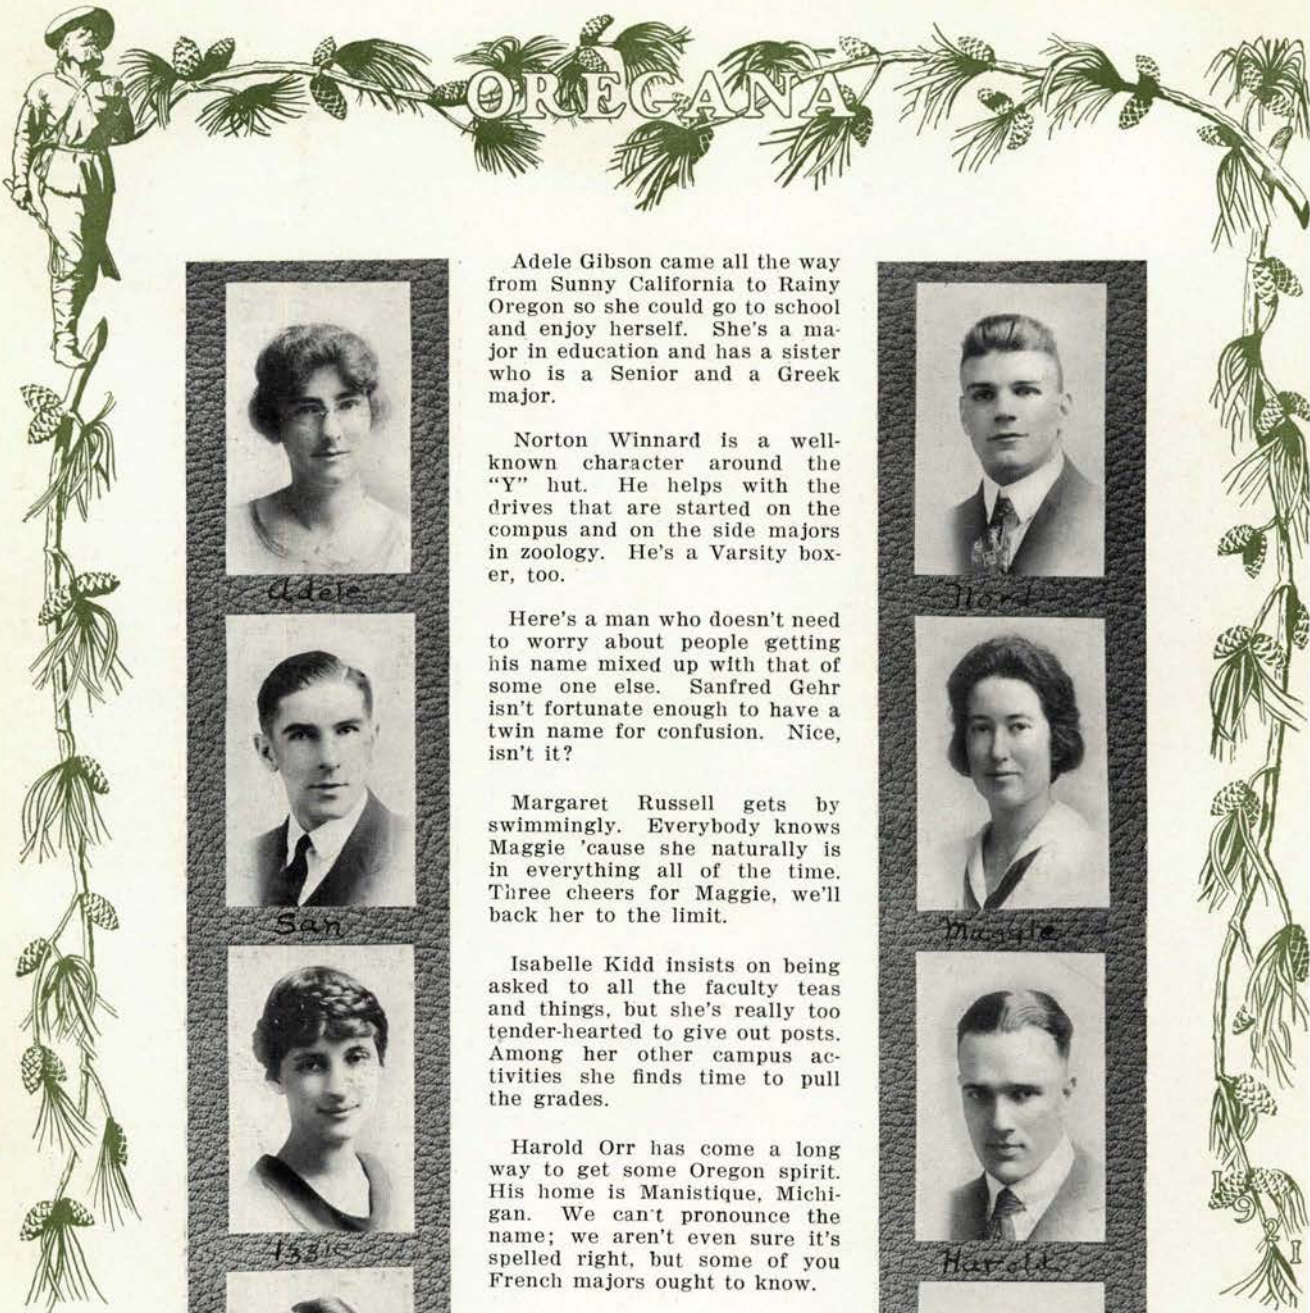 OREGANA
Adele Gibson came all the way
from Sunny California to Rainy
Oregon so she could go to school
and enjoy herself. She's a ma-
jor in education and has a sister
who is a Senior and a Greek
major.
Norton Winnard is a well-
known character around the
"Y" hut. He helps with the
drives that are started on the
compus and on the side majors
in zoology. He's a Varsity box-
er, too.
Here's a man who doesn't need
to worry about people getting
his name mixed up with that of
some one else. Sanfred Gehr
isn't fortunate enough to have a
twin name for confusion. Nice,
isn't it?
Margaret Russell gets by
swimmingly. Everybody knows
Maggie 'cause she naturally is
in everything all of the time.
Three cheers for Maggie, we'll
back her to the limit.
Isabelle Kidd insists on being
asked to all the faculty teas
and things, but she's really too
tender-hearted to give out posts.
Among her other campus ac-
tivities she finds time to pull
the grades.
Harold Orr has come a long
way to get some Oregon spirit.
His home is Manistique, Michi-
gan. We can't pronounce the
name; we aren't even sure it's
spelled right, but some of you
French majors ought to know.
Adele
Nort
San
Maggie
Izzie
Harold
1921